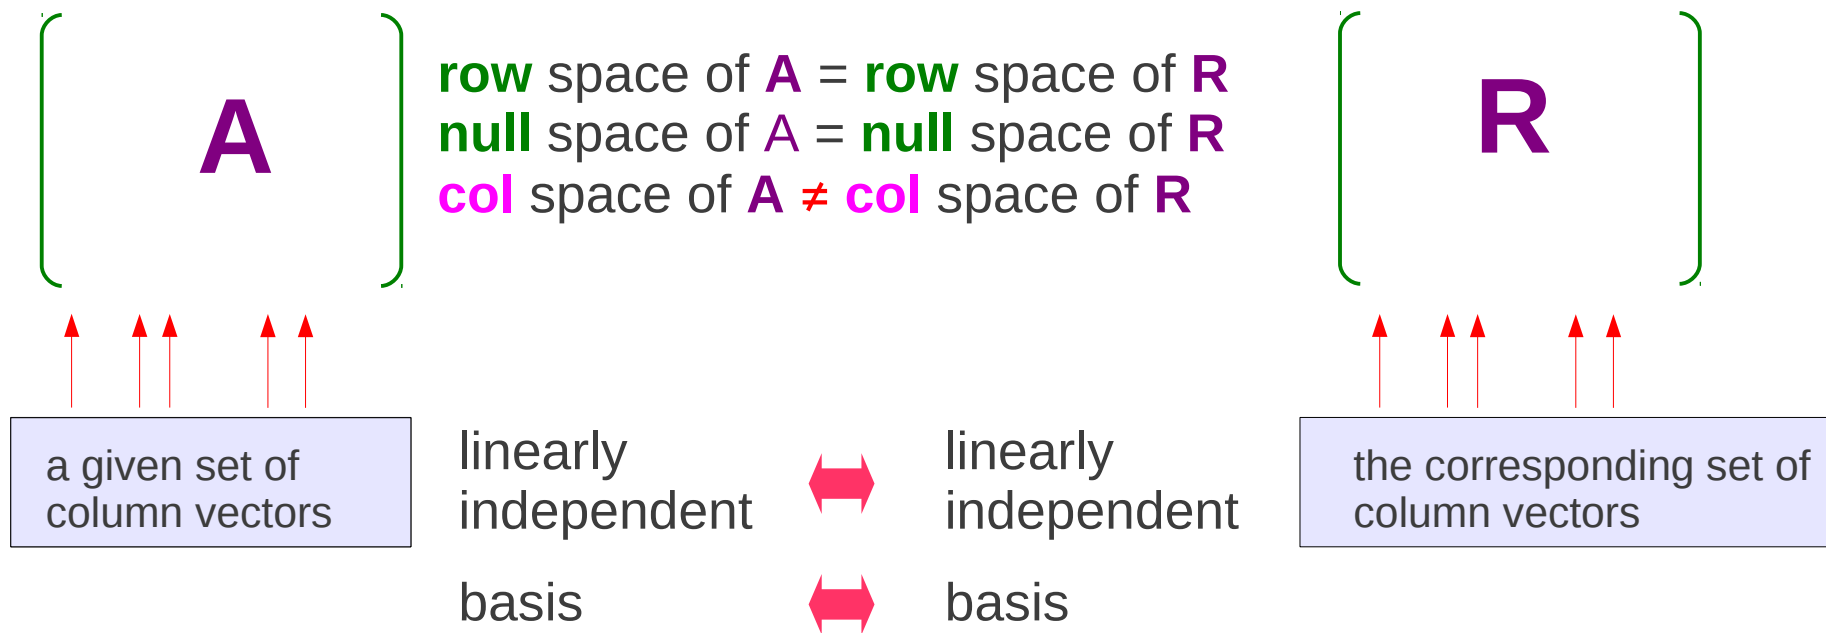 A
row space of A = row space of R
null space of A = null space of R
col space of A ≠ col space of R
R
a given set of
column vectors
linearly
independent
linearly
independent
the corresponding set of
column vectors
basis
basis